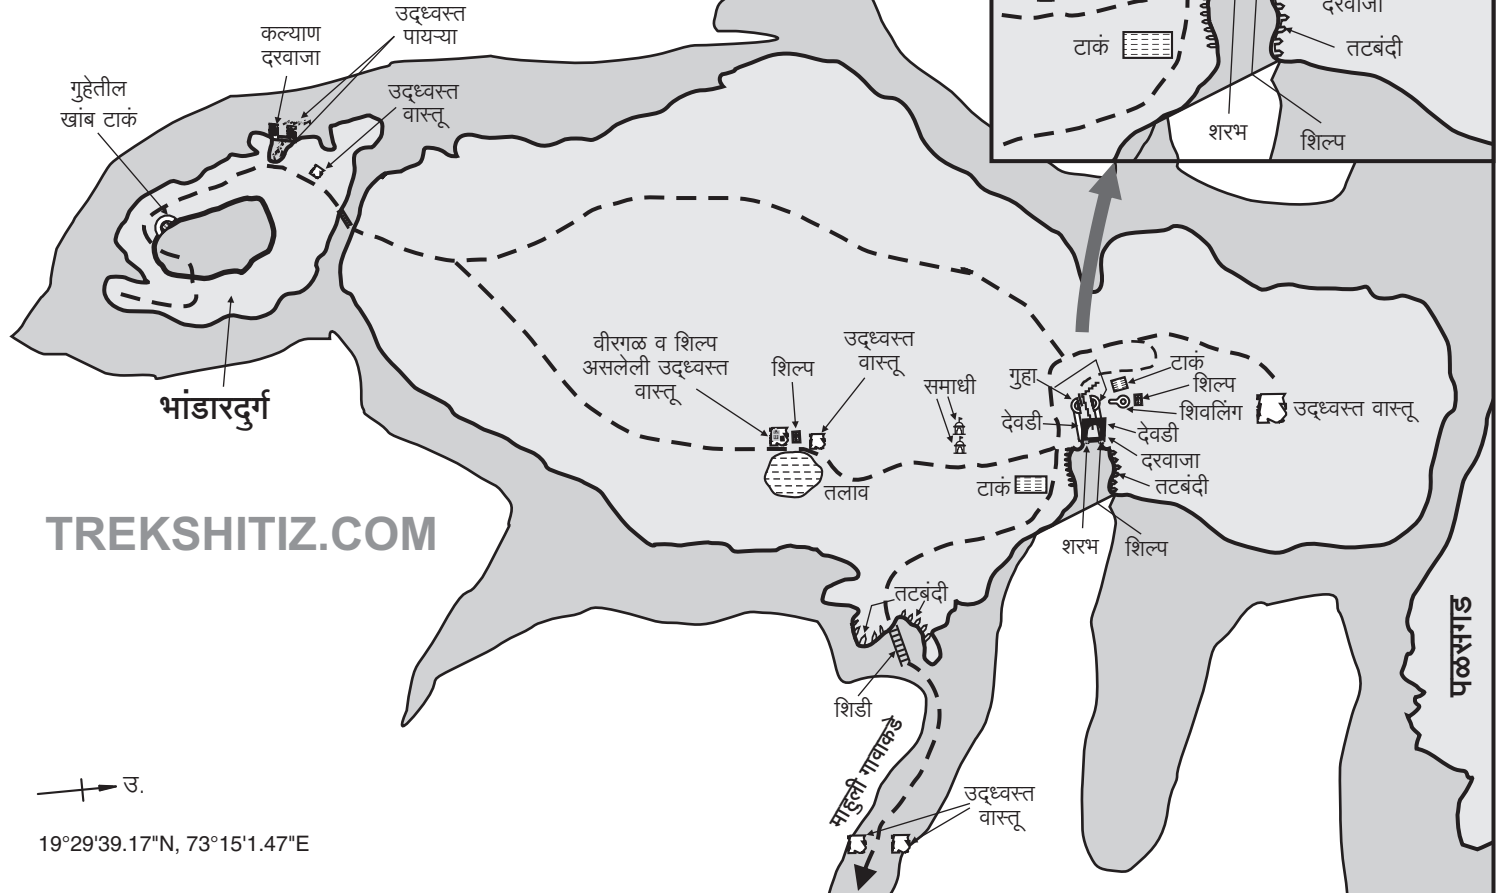 उद्ध्वस्त
पायऱ्या
कल्याण
दरवाजा
गुहेतील
खांब टाकं
उद्ध्वस्त
वास्तू
दरवाजा
टाकं
तटबंदी
शरभ
शिल्प
भांडारदुर्ग
वीरगळ व शिल्प
असलेली उद्ध्वस्त
वास्तू
शिल्प
उद्ध्वस्त
वास्तू
समाधी
गुहा
देवडी
टाकं
शिल्प
शिवलिंग
उद्ध्वस्त वास्तू
देवडी
दरवाजा
तटबंदी
तलाव
टाकं
शरभ
शिल्प
TREKSHITIZ.COM
तटबंदी
शिडी
माहुली गावाकडे
पळसगड
उद्ध्वस्त
वास्तू
उ.
19°29'39.17"N, 73°15'1.47"E